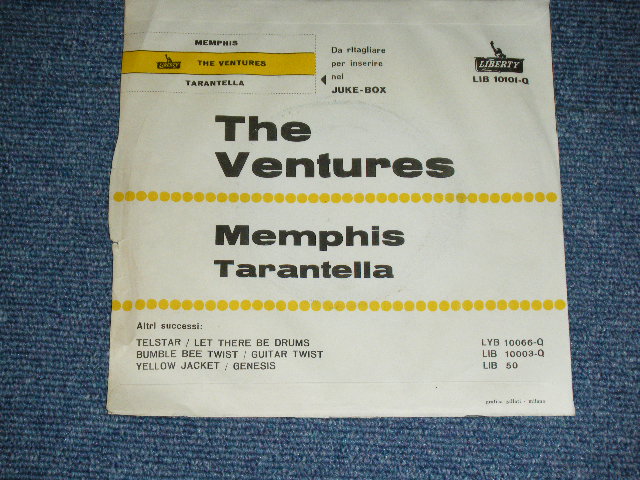 MEMPHIS
LIBERTY THE VENTURES
TARANTELLA
Da ritagliare
per inserire
nel
JUKE-BOX
LIBERTY
LIB 10101-Q
The
Ventures
Memphis
Tarantella
Altri successi:
TELSTAR / LET THERE BE DRUMS LYB 10066-Q
BUMBLE BEE TWIST / GUITAR TWIST LIB 10003-Q
YELLOW JACKET / GENESIS LIB 50
milano